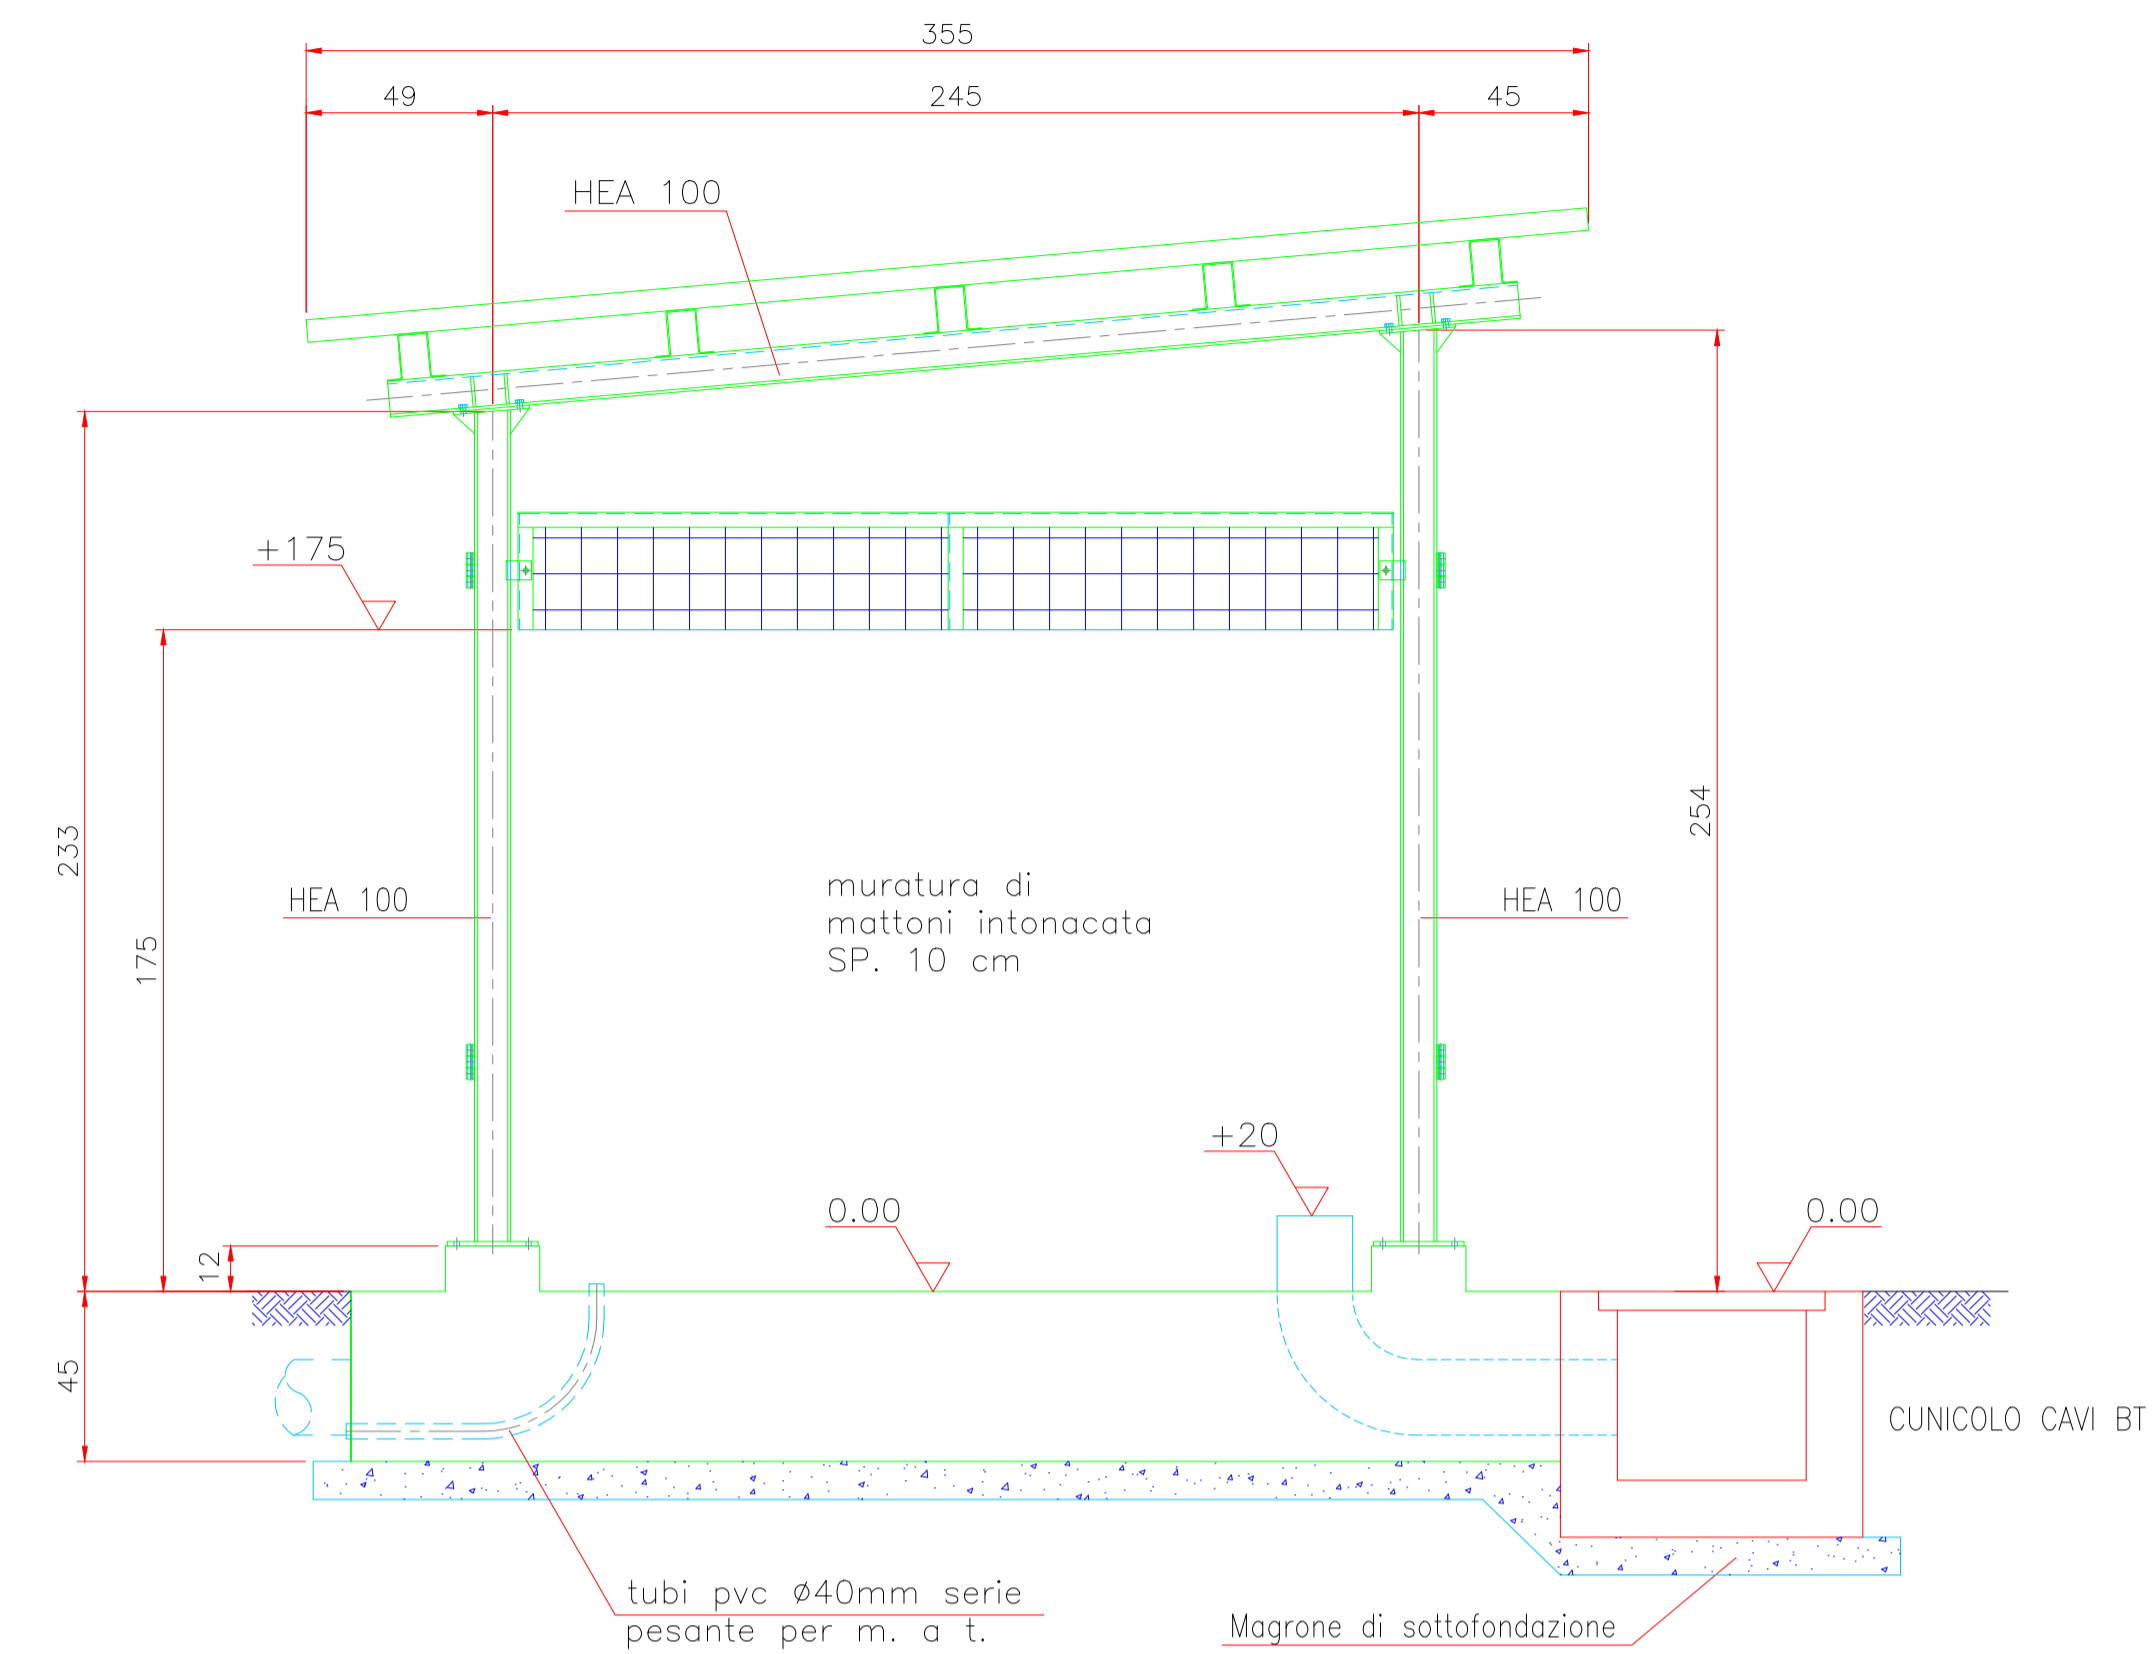 355
49
245
45
HEA 100
+175
233
175
254
HEA 100
HEA 100
muratura di
mattoni intonacata
SP. 10 cm
+20
0.00
0.00
12
45
CUNICOLO CAVI BT
tubi pvc ø40mm serie
pesante per m. a t.
Magrone di sottofondazione